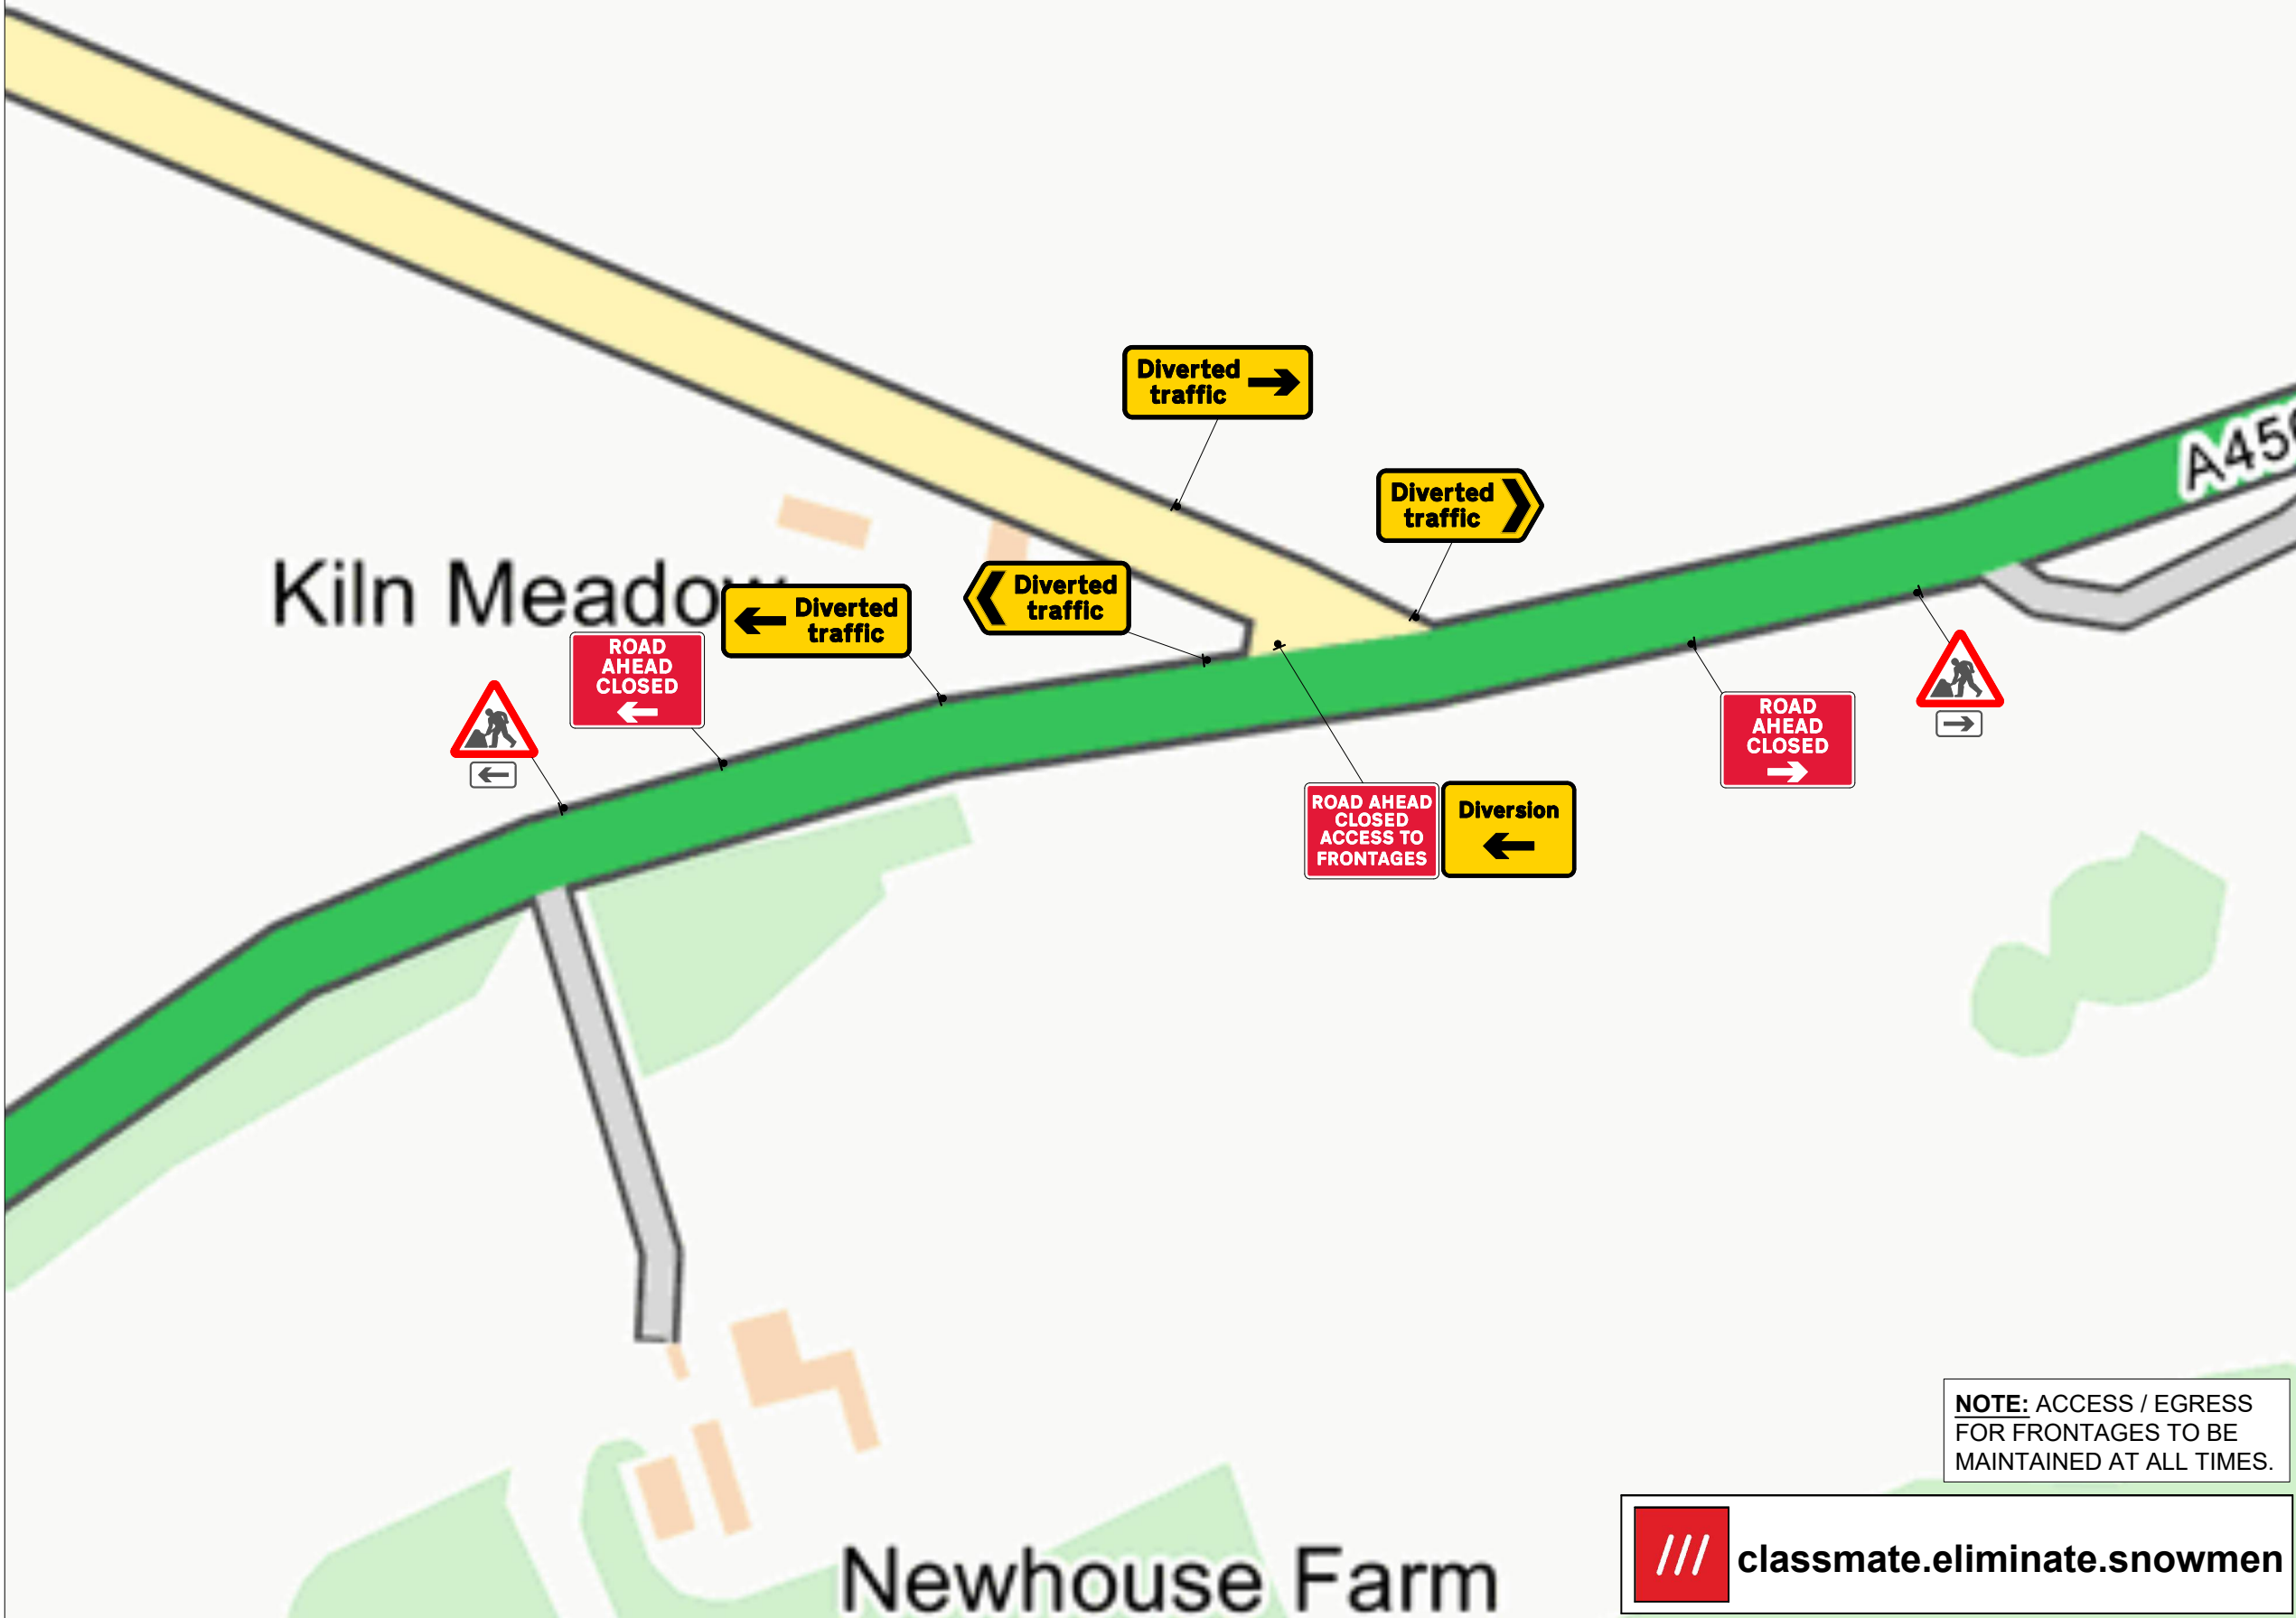 Diverted
traffic
A45
Diverted
traffic
Kiln Meadow
Diverted
traffic
Diverted
traffic
ROAD
AHEAD
CLOSED
ROAD
AHEAD
CLOSED
ROAD AHEAD
CLOSED
ACCESS TO
FRONTAGES
Diversion
NOTE: ACCESS / EGRESS
FOR FRONTAGES TO BE
MAINTAINED AT ALL TIMES.
classmate.eliminate.snowmen
Newhouse Farm